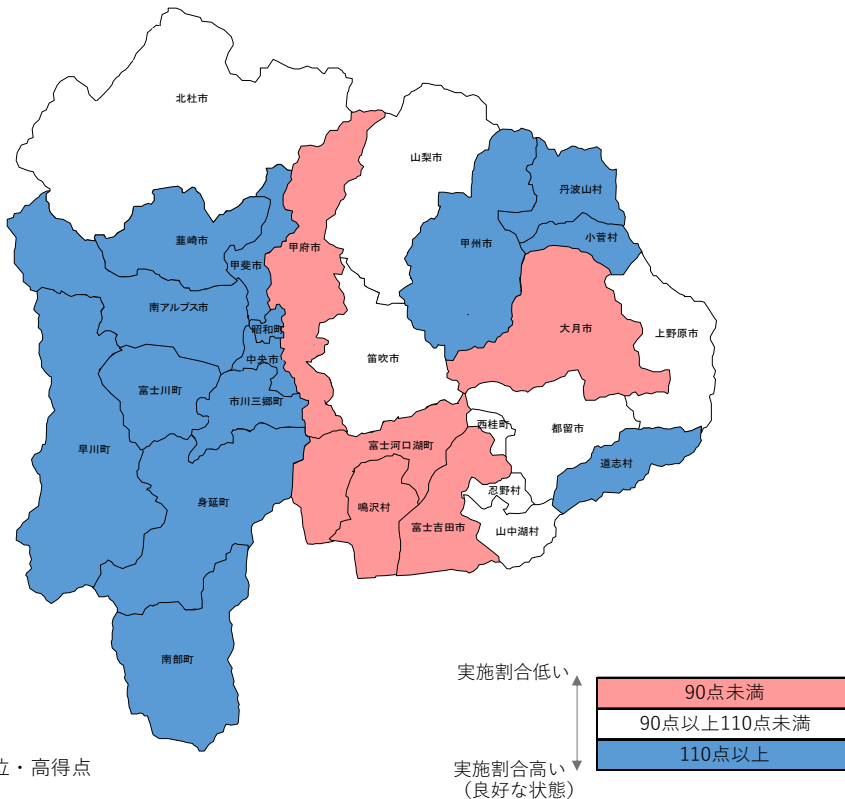 北杜市
山梨市
丹波山村
小菅村
韮崎市
甲府市
甲州市
甲斐市
南アルプス市
昭和町
大月市
上野原市
中央市
笛吹市
富士川町
市川三郷町
早川町
西桂町
都留市
富士河口湖町
道志村
身延町
忍野村
鳴沢村
富士吉田市
山中湖村
南部町
実施割合低い
90点未満
90点以上110点未満
110点以上
実施割合高い
（良好な状態）
位・高得点